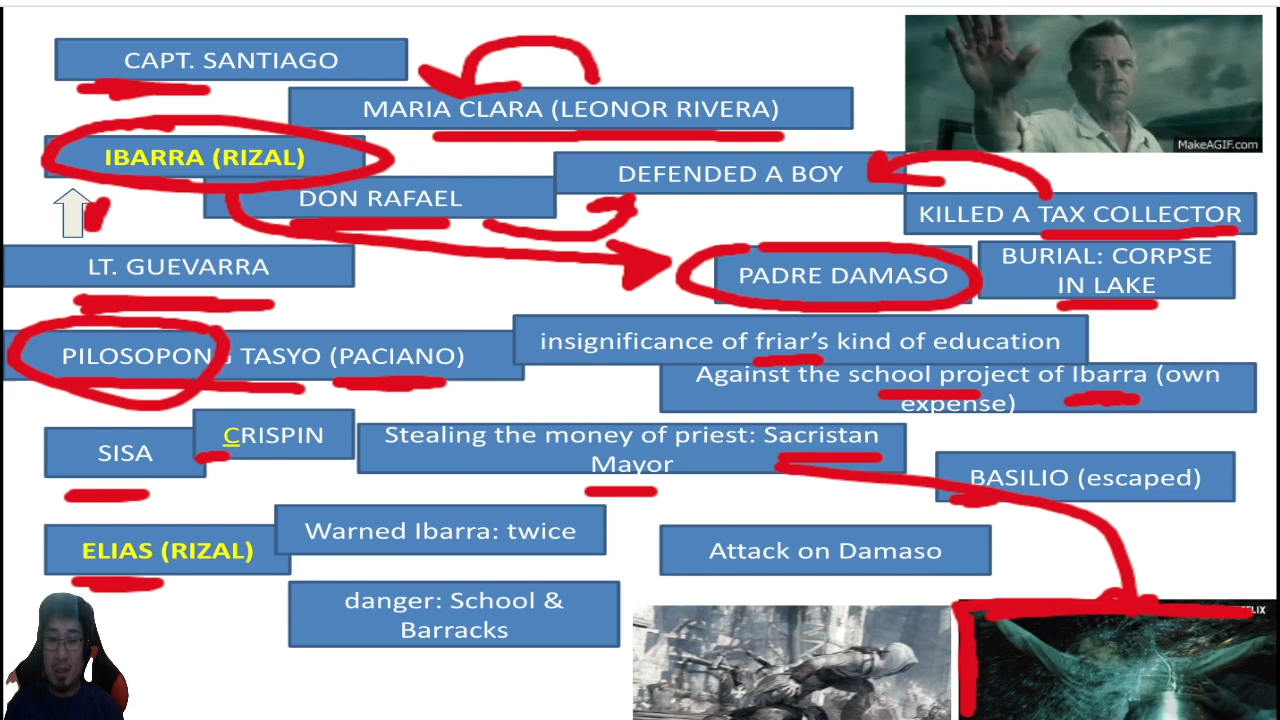 CAPT. SANTIAGO
MARIA CLARA (LEONOR RIVERA)
MakeAGIF.com
IBARRA (RIZAL)
DEFENDED A BOY
DON RAFAEL
KILLED A TAX COLLECTOR
LT. GUEVARRA
PADRE DAMASO
BURIAL: CORPSE
IN LAKE
PILOSOPONG TASYO (PACIANO)
insignificance of friar's kind of education
Against the school project of Ibarra (own
expense)
SISA
CRISPIN
Stealing the money of priest: Sacristan
Mayor
BASILIO (escaped)
ELIAS (RIZAL)
Warned Ibarra: twice
Attack on Damaso
danger: School &
Barracks